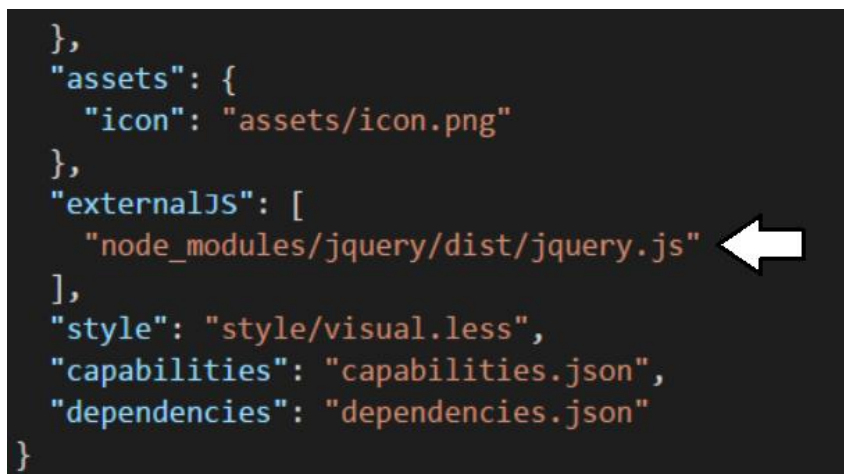 },
"assets": {
"icon": "assets/icon.png"
},
"externalJS": [
"node_modules/jquery/dist/jquery.js"
],
"style": "style/visual.less",
"capabilities": "capabilities.json",
"dependencies": "dependencies.json"
}